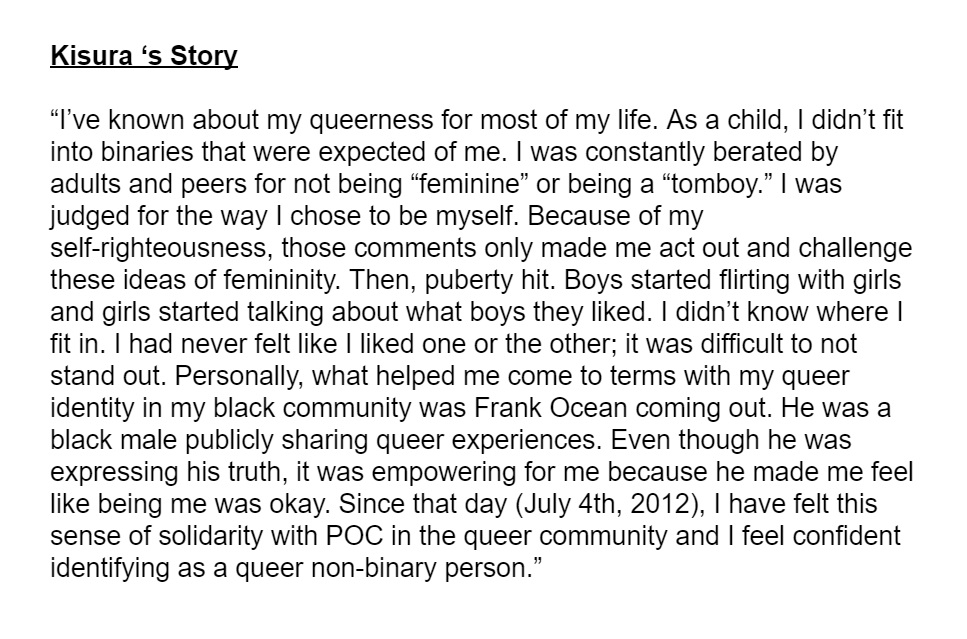 Kisura ‘s Story
“I’ve known about my queerness for most of my life. As a child, I didn’t fit
into binaries that were expected of me. I was constantly berated by
adults and peers for not being “feminine” or being a “tomboy.” I was
judged for the way I chose to be myself. Because of my
self-righteousness, those comments only made me act out and challenge
these ideas of femininity. Then, puberty hit. Boys started flirting with girls
and girls started talking about what boys they liked. I didn’t know where I
fit in. I had never felt like I liked one or the other; it was difficult to not
stand out. Personally, what helped me come to terms with my queer
identity in my black community was Frank Ocean coming out. He was a
black male publicly sharing queer experiences. Even though he was
expressing his truth, it was empowering for me because he made me feel
like being me was okay. Since that day (July 4th, 2012), I have felt this
sense of solidarity with POC in the queer community and I feel confident
identifying as a queer non-binary person.”